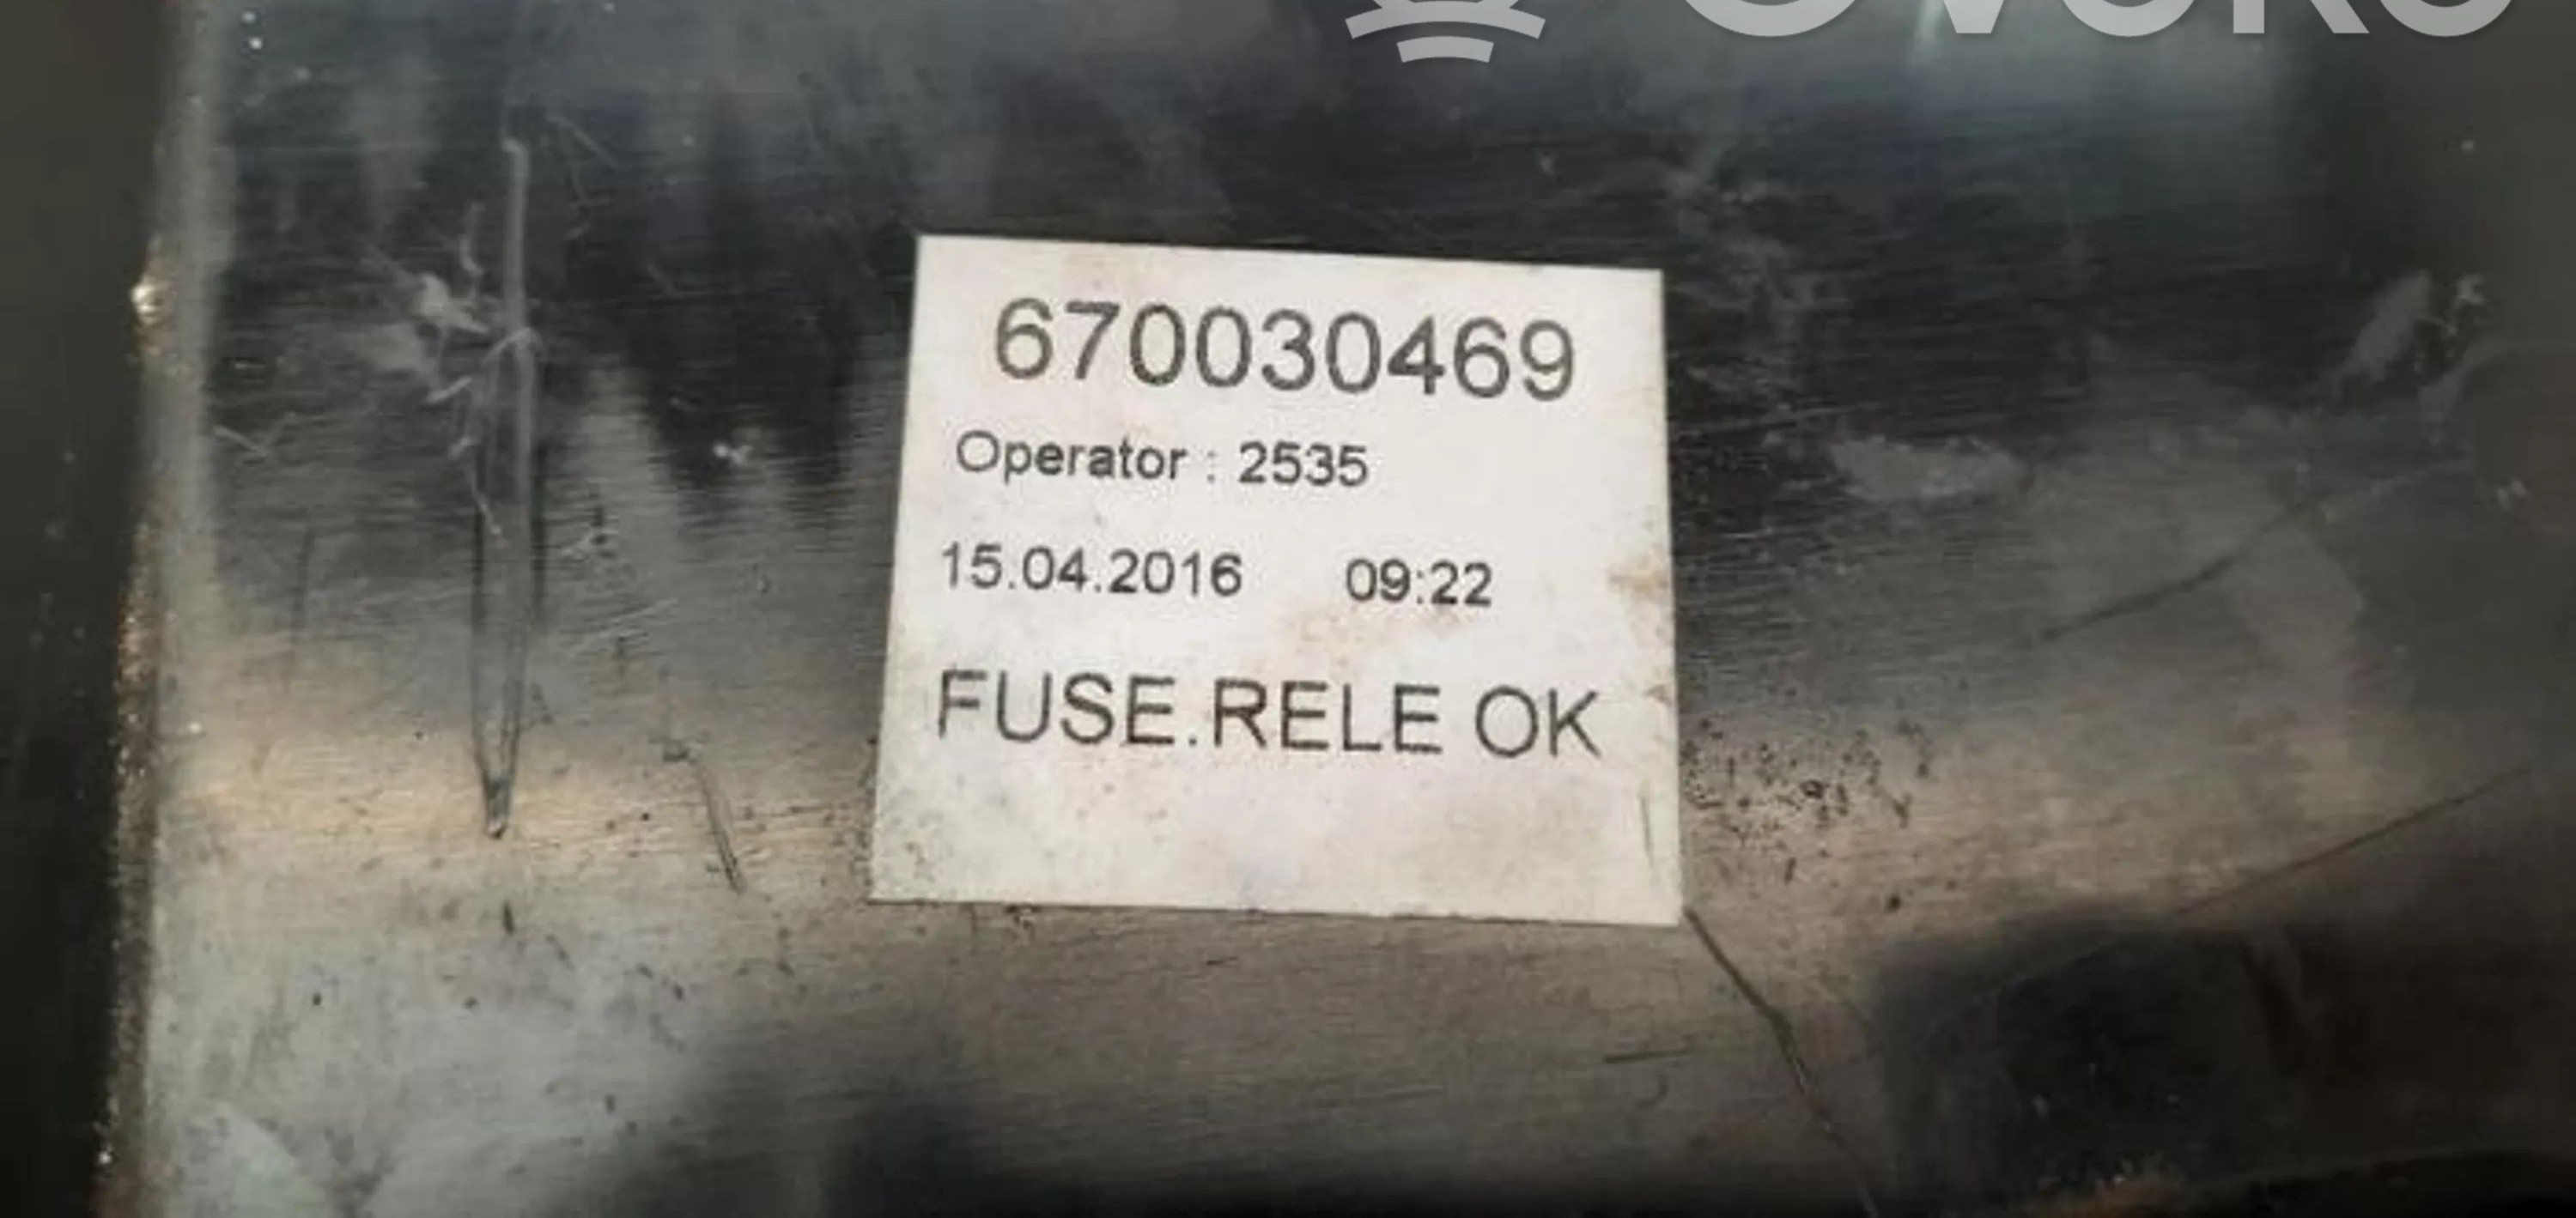 670030469
Operator : 2535
15.04.2016 09:22
FUSE.RELE OK